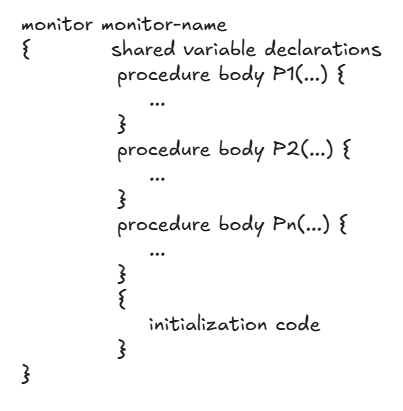 monitor monitor-name
{ shared variable declarations
procedure body P1(...) {
...
}
procedure body P2(...) {
...
}
procedure body Pn(...) {
...
}
{
initialization code
}
}